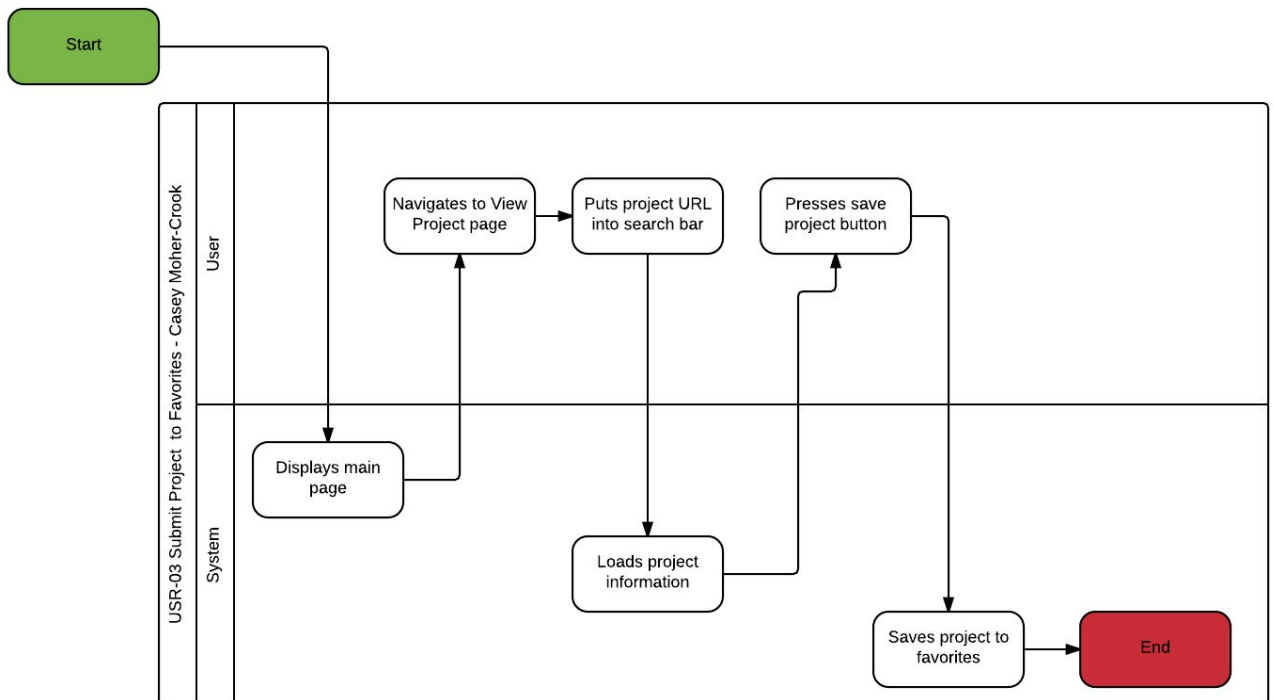 Start
USR-03 Submit Project to Favorites - Casey Moher-Crook
User
Navigates to View
Project page
Puts project URL
into search bar
Presses save
project button
System
Displays main
page
Loads project
information
Saves project to
favorites
End